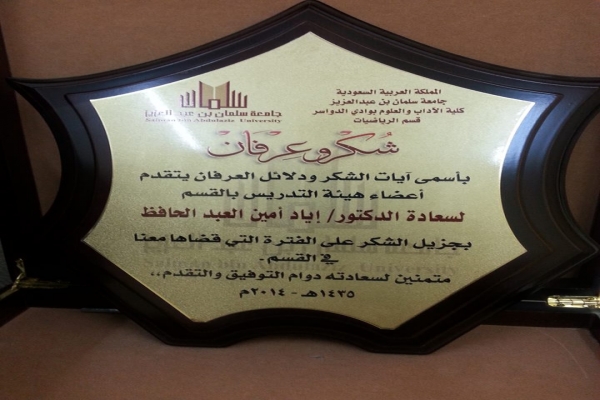 المملكة العربية السعودية
جامعة سلمان بن عبدالعزيز
كلية الآداب والعلوم بوادي الدواسر
قسم الرياضيات
جامعة سلمان بن عبد العزيز
Salman bin Abdulaziz University
شكر وعرفان
بأسمى آيات الشكر ودلائل العرفان يتقدم
أعضاء هيئة التدريس بالقسم
لسعادة الدكتور/ إياد أمين العبد الحافظ
بجزيل الشكر على الفترة التي قضاها معنا
في القسم.
متمنين لسعادته دوام التوفيق والتقدم،،
١٤٣٥هـ - ٢٠١٤م